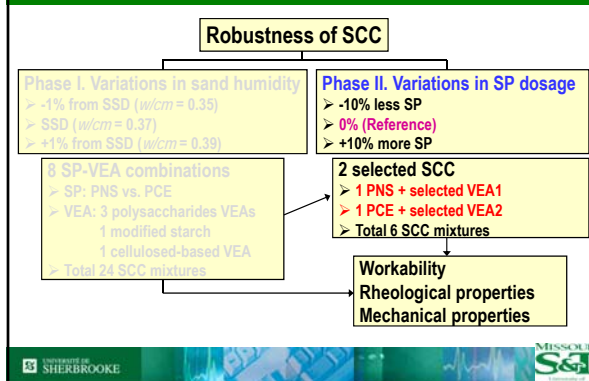 Robustness of SCC
Phase I. Variations in sand humidity
➢ -1% from SSD (w/cm = 0.35)
➢ SSD (w/cm = 0.37)
➢ +1% from SSD (w/cm = 0.39)
Phase II. Variations in SP dosage
➢ -10% less SP
➢ 0% (Reference)
➢ +10% more SP
8 SP-VEA combinations
➢ SP: PNS vs. PCE
➢ VEA: 3 polysaccharides VEAs
1 modified starch
1 cellulosed-based VEA
➢ Total 24 SCC mixtures
2 selected SCC
➢ 1 PNS + selected VEA1
➢ 1 PCE + selected VEA2
➢ Total 6 SCC mixtures
Workability
Rheological properties
Mechanical properties
UNIVERSITÉ DE
SHERBROOKE
MISSOU
S&
University of